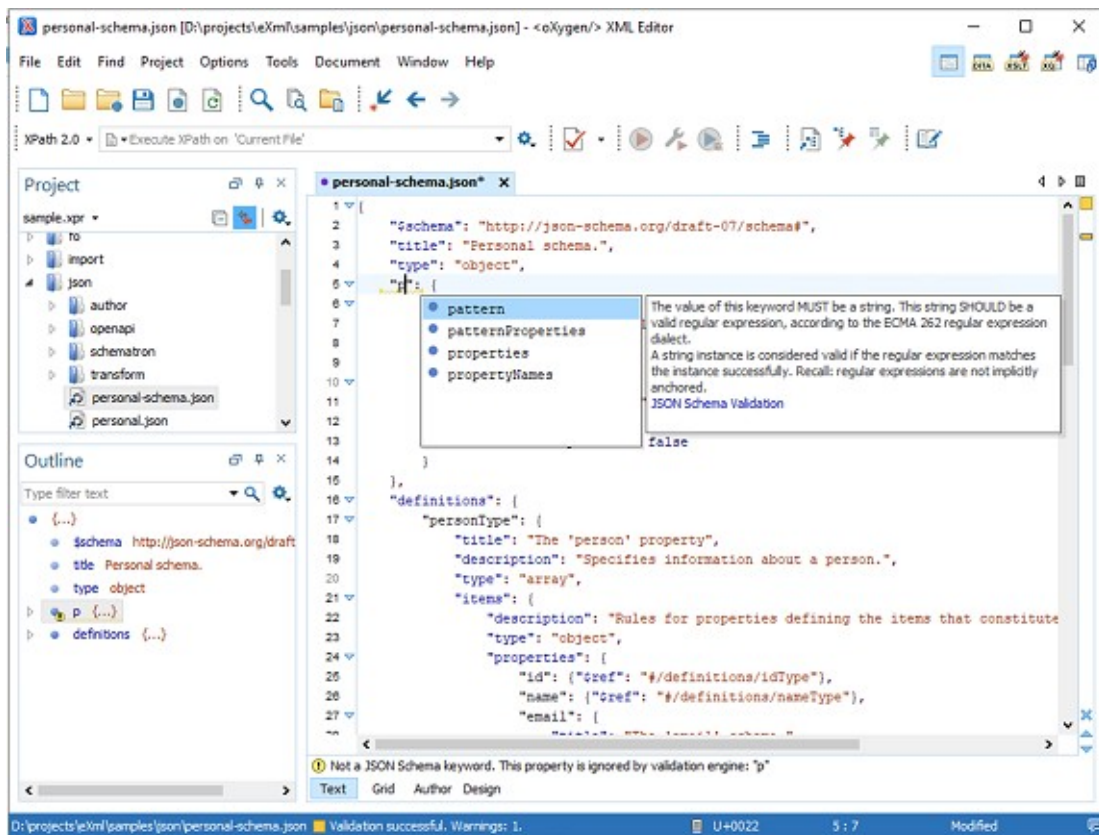 personal-schema.json [D:\projects\eXml\samples\json\personal-schema.json] - <oXygen/> XML Editor
File Edit Find Project Options Tools Document Window Help
XPath 2.0 Execute XPath on 'Current File'
Project
sample.xpr
fo
import
json
author
openapi
schematron
transform
personal-schema.json
personal.json
Outline
Type filter text
{...}
$schema http://json-schema.org/draft
title Personal schema.
type object
p {...}
definitions {...}
personal-schema.json*
1 {
2 "$schema": "http://json-schema.org/draft-07/schema#",
3 "title": "Personal schema.",
4 "type": "object",
5 "p": {
6
7
8
9
10
11 "
12
13 false
14 }
15 },
16 "definitions": {
17 "personType": {
18 "title": "The 'person' property",
19 "description": "Specifies information about a person.",
20 "type": "array",
21 "items": {
22 "description": "Rules for properties defining the items that constitute
23 "type": "object",
24 "properties": {
25 "id": {"$ref": "#/definitions/idType"},
26 "name": {"$ref": "#/definitions/nameType"},
27 "email": {
pattern
patternProperties
properties
propertyNames
The value of this keyword MUST be a string. This string SHOULD be a
valid regular expression, according to the ECMA 262 regular expression
dialect.
A string instance is considered valid if the regular expression matches
the instance successfully. Recall: regular expressions are not implicitly
anchored.
JSON Schema Validation
Not a JSON Schema keyword. This property is ignored by validation engine: "p"
Text Grid Author Design
D:\projects\eXml\samples\json\personal-schema.json Validation successful. Warnings: 1. U+0022 5 : 7 Modified